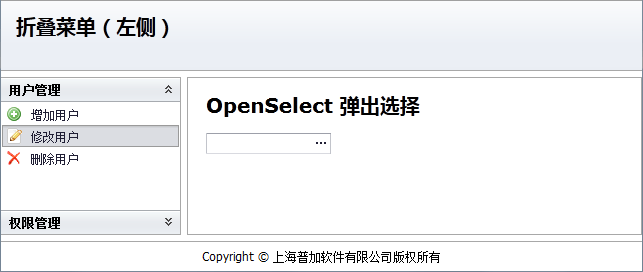 折叠菜单（左侧）
用户管理
增加用户
修改用户
删除用户
权限管理
OpenSelect 弹出选择
...
Copyright © 上海普加软件有限公司版权所有